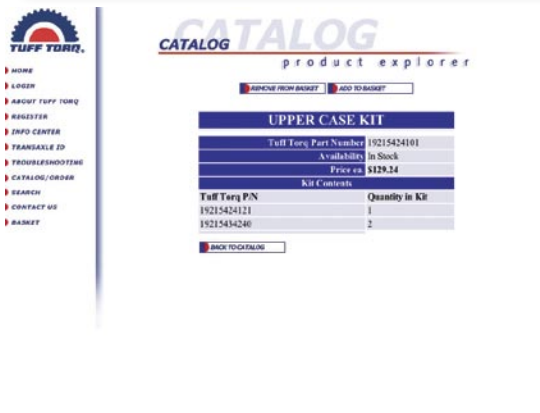 TUFF TORQ.
HOME
LOGIN
ABOUT TUFF TORQ
REGISTER
INFO CENTER
TRANSAXLE ID
TROUBLESHOOTING
CATALOG/ORDER
SEARCH
CONTACT US
BASKET
CATALOG
CATALOG
product explorer
REMOVE FROM BASKET ADD TO BASKET
UPPER CASE KIT
Tuff Torq Part Number 19215424101
Availability In Stock
Price ea. $129.24
Kit Contents
Tuff Torq P/N Quantity in Kit
19215424121 1
19215434240 2
BACK TO CATALOG